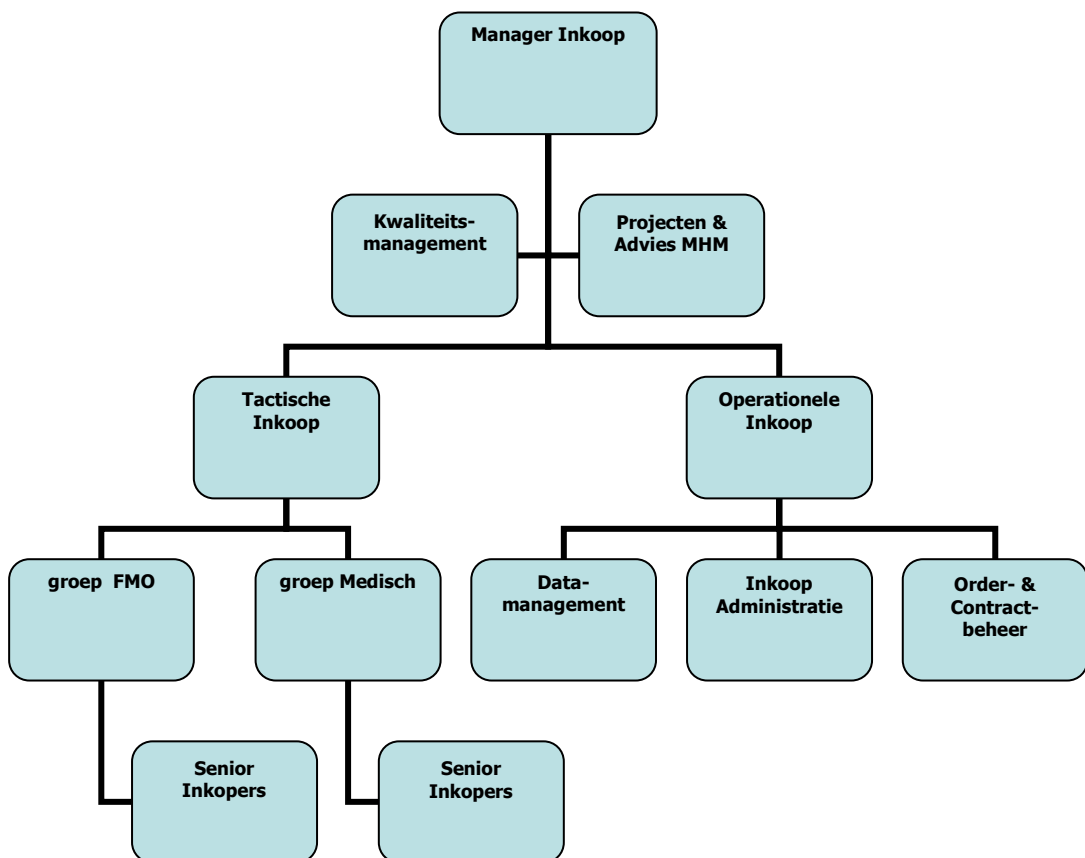 Manager Inkoop
Kwaliteits-
management
Projecten &
Advies MHM
Tactische
Inkoop
Operationele
Inkoop
groep  FMO
groep Medisch
Data-
management
Inkoop
Administratie
Order- &
Contract-
beheer
Senior
Inkopers
Senior
Inkopers